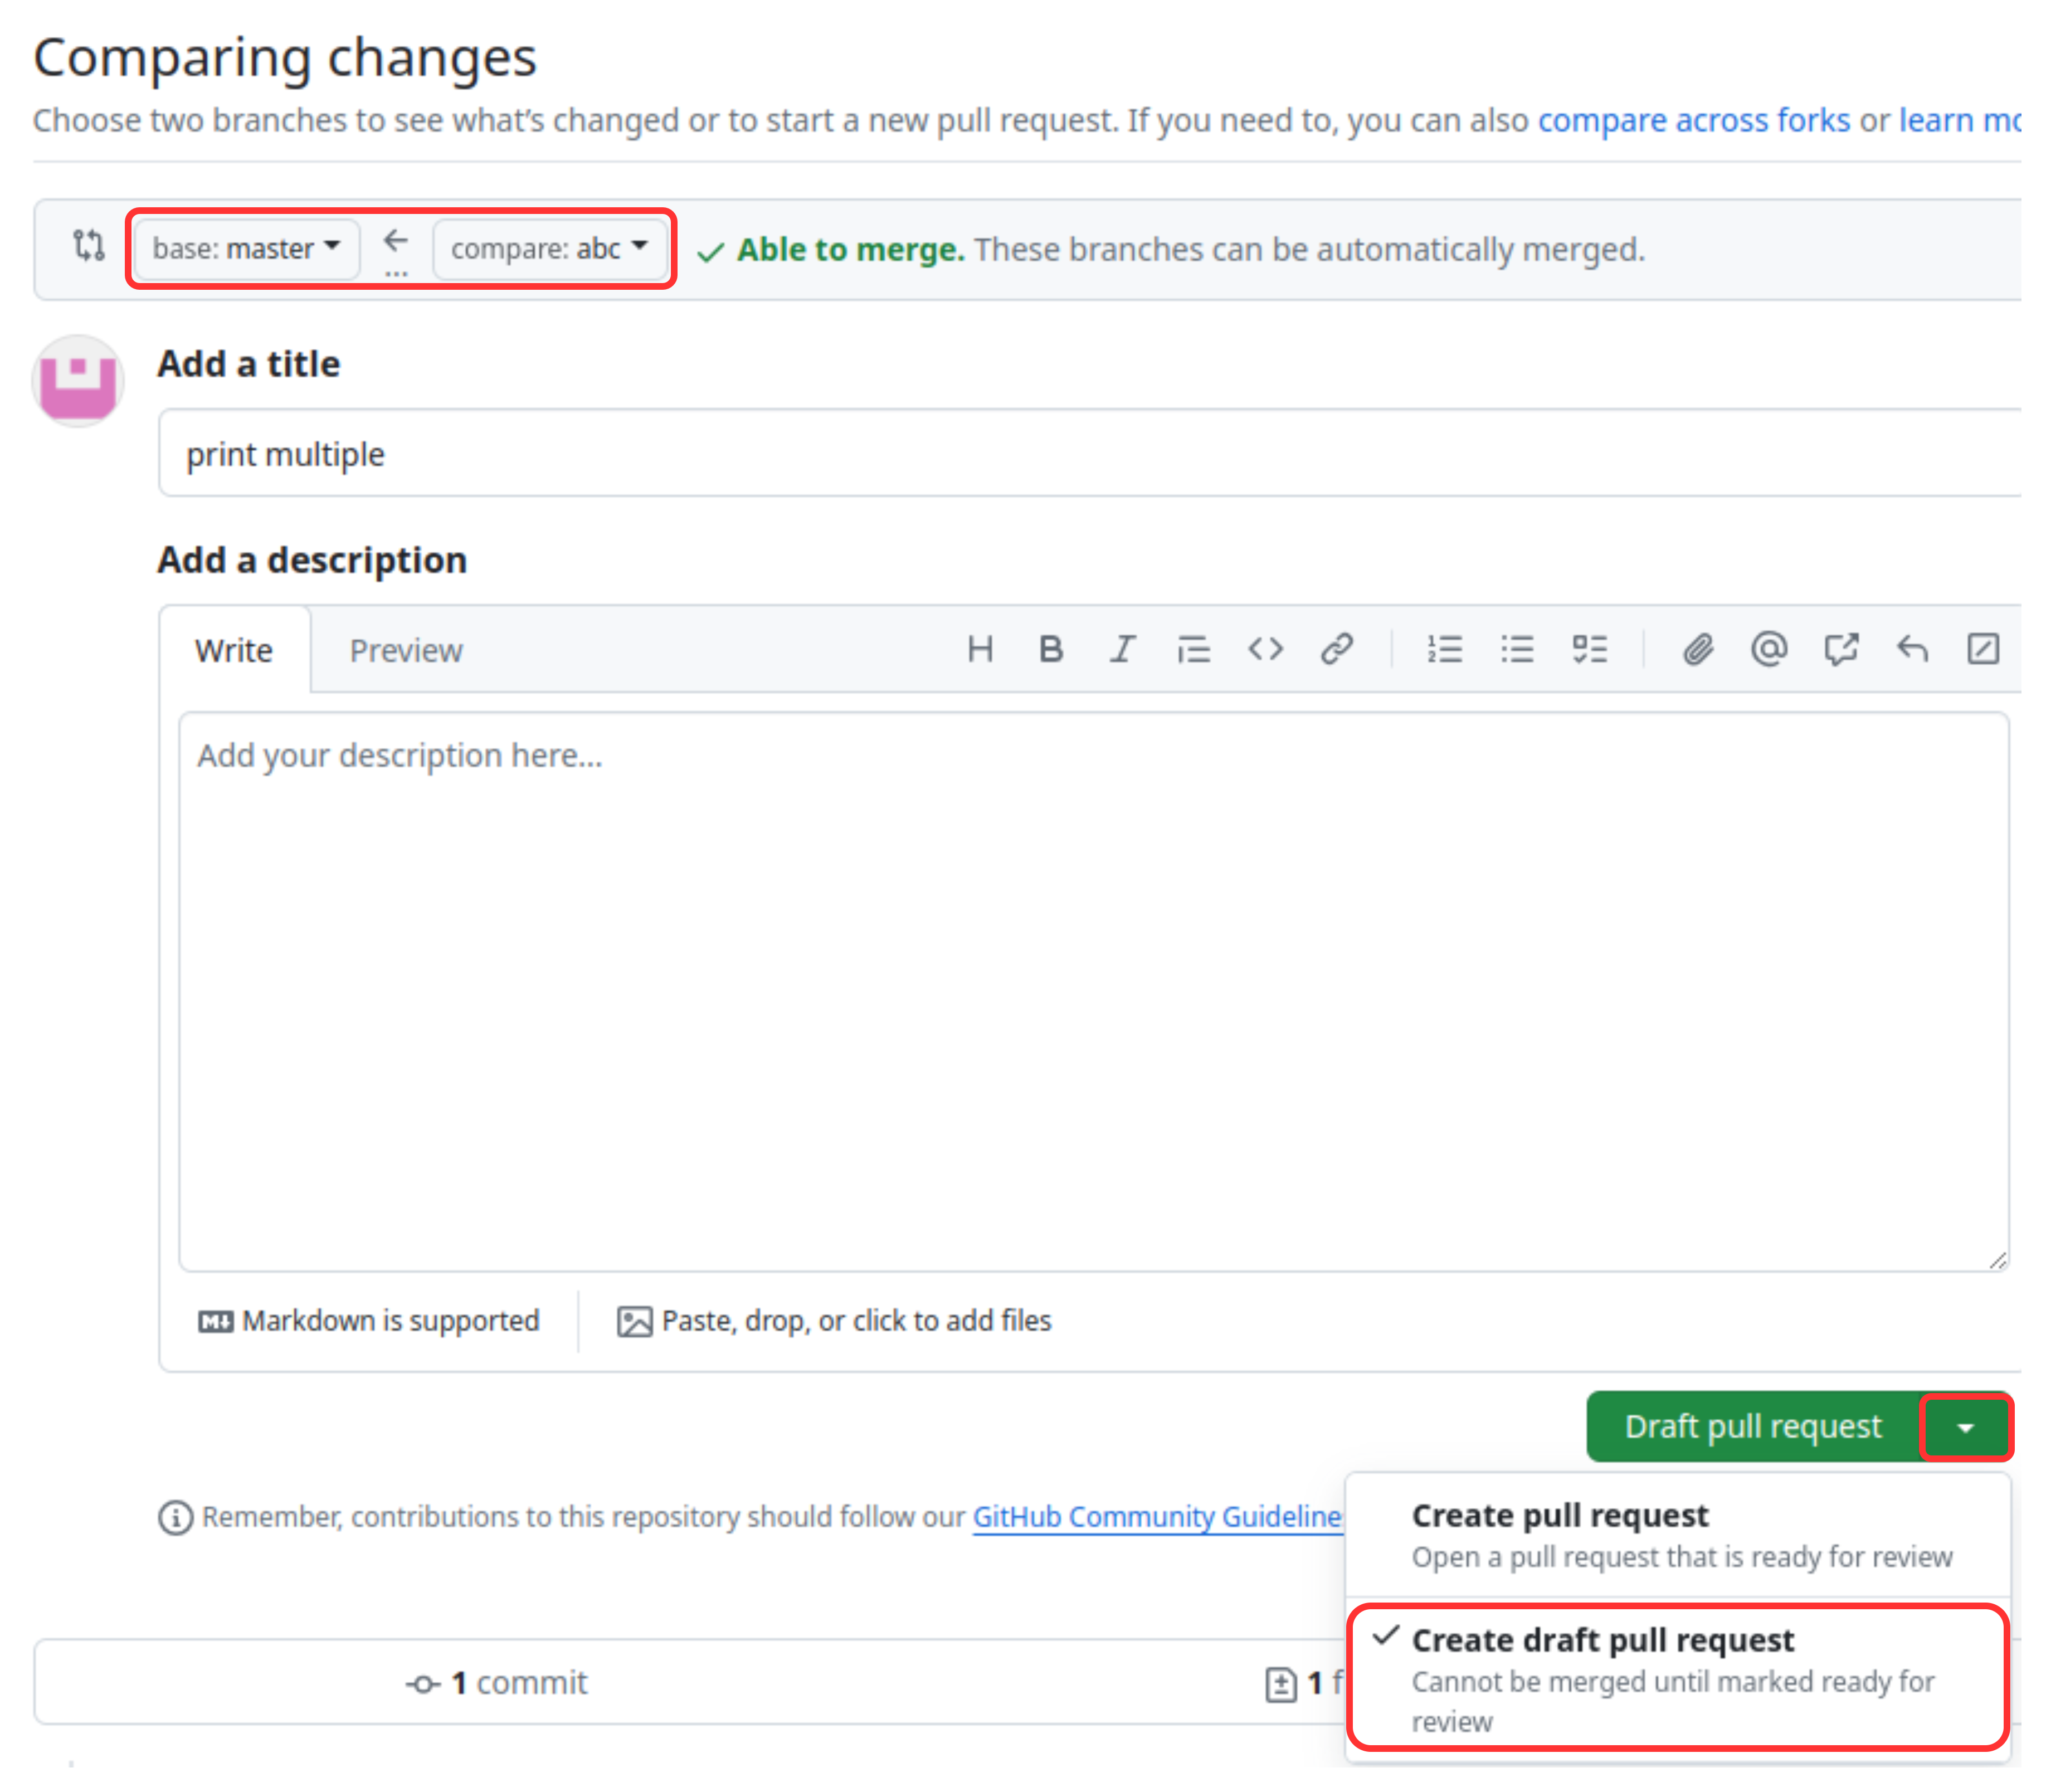 Comparing changes
Choose two branches to see what's changed or to start a new pull request. If you need to, you can also compare across forks or learn mo
base: master ← ... compare: abc ✓ Able to merge. These branches can be automatically merged.
Add a title
print multiple
Add a description
Write Preview
Add your description here...
Markdown is supported Paste, drop, or click to add files
Draft pull request
Remember, contributions to this repository should follow our GitHub Community Guideline
Create pull request
Open a pull request that is ready for review
Create draft pull request
Cannot be merged until marked ready for
review
1 commit
1 f